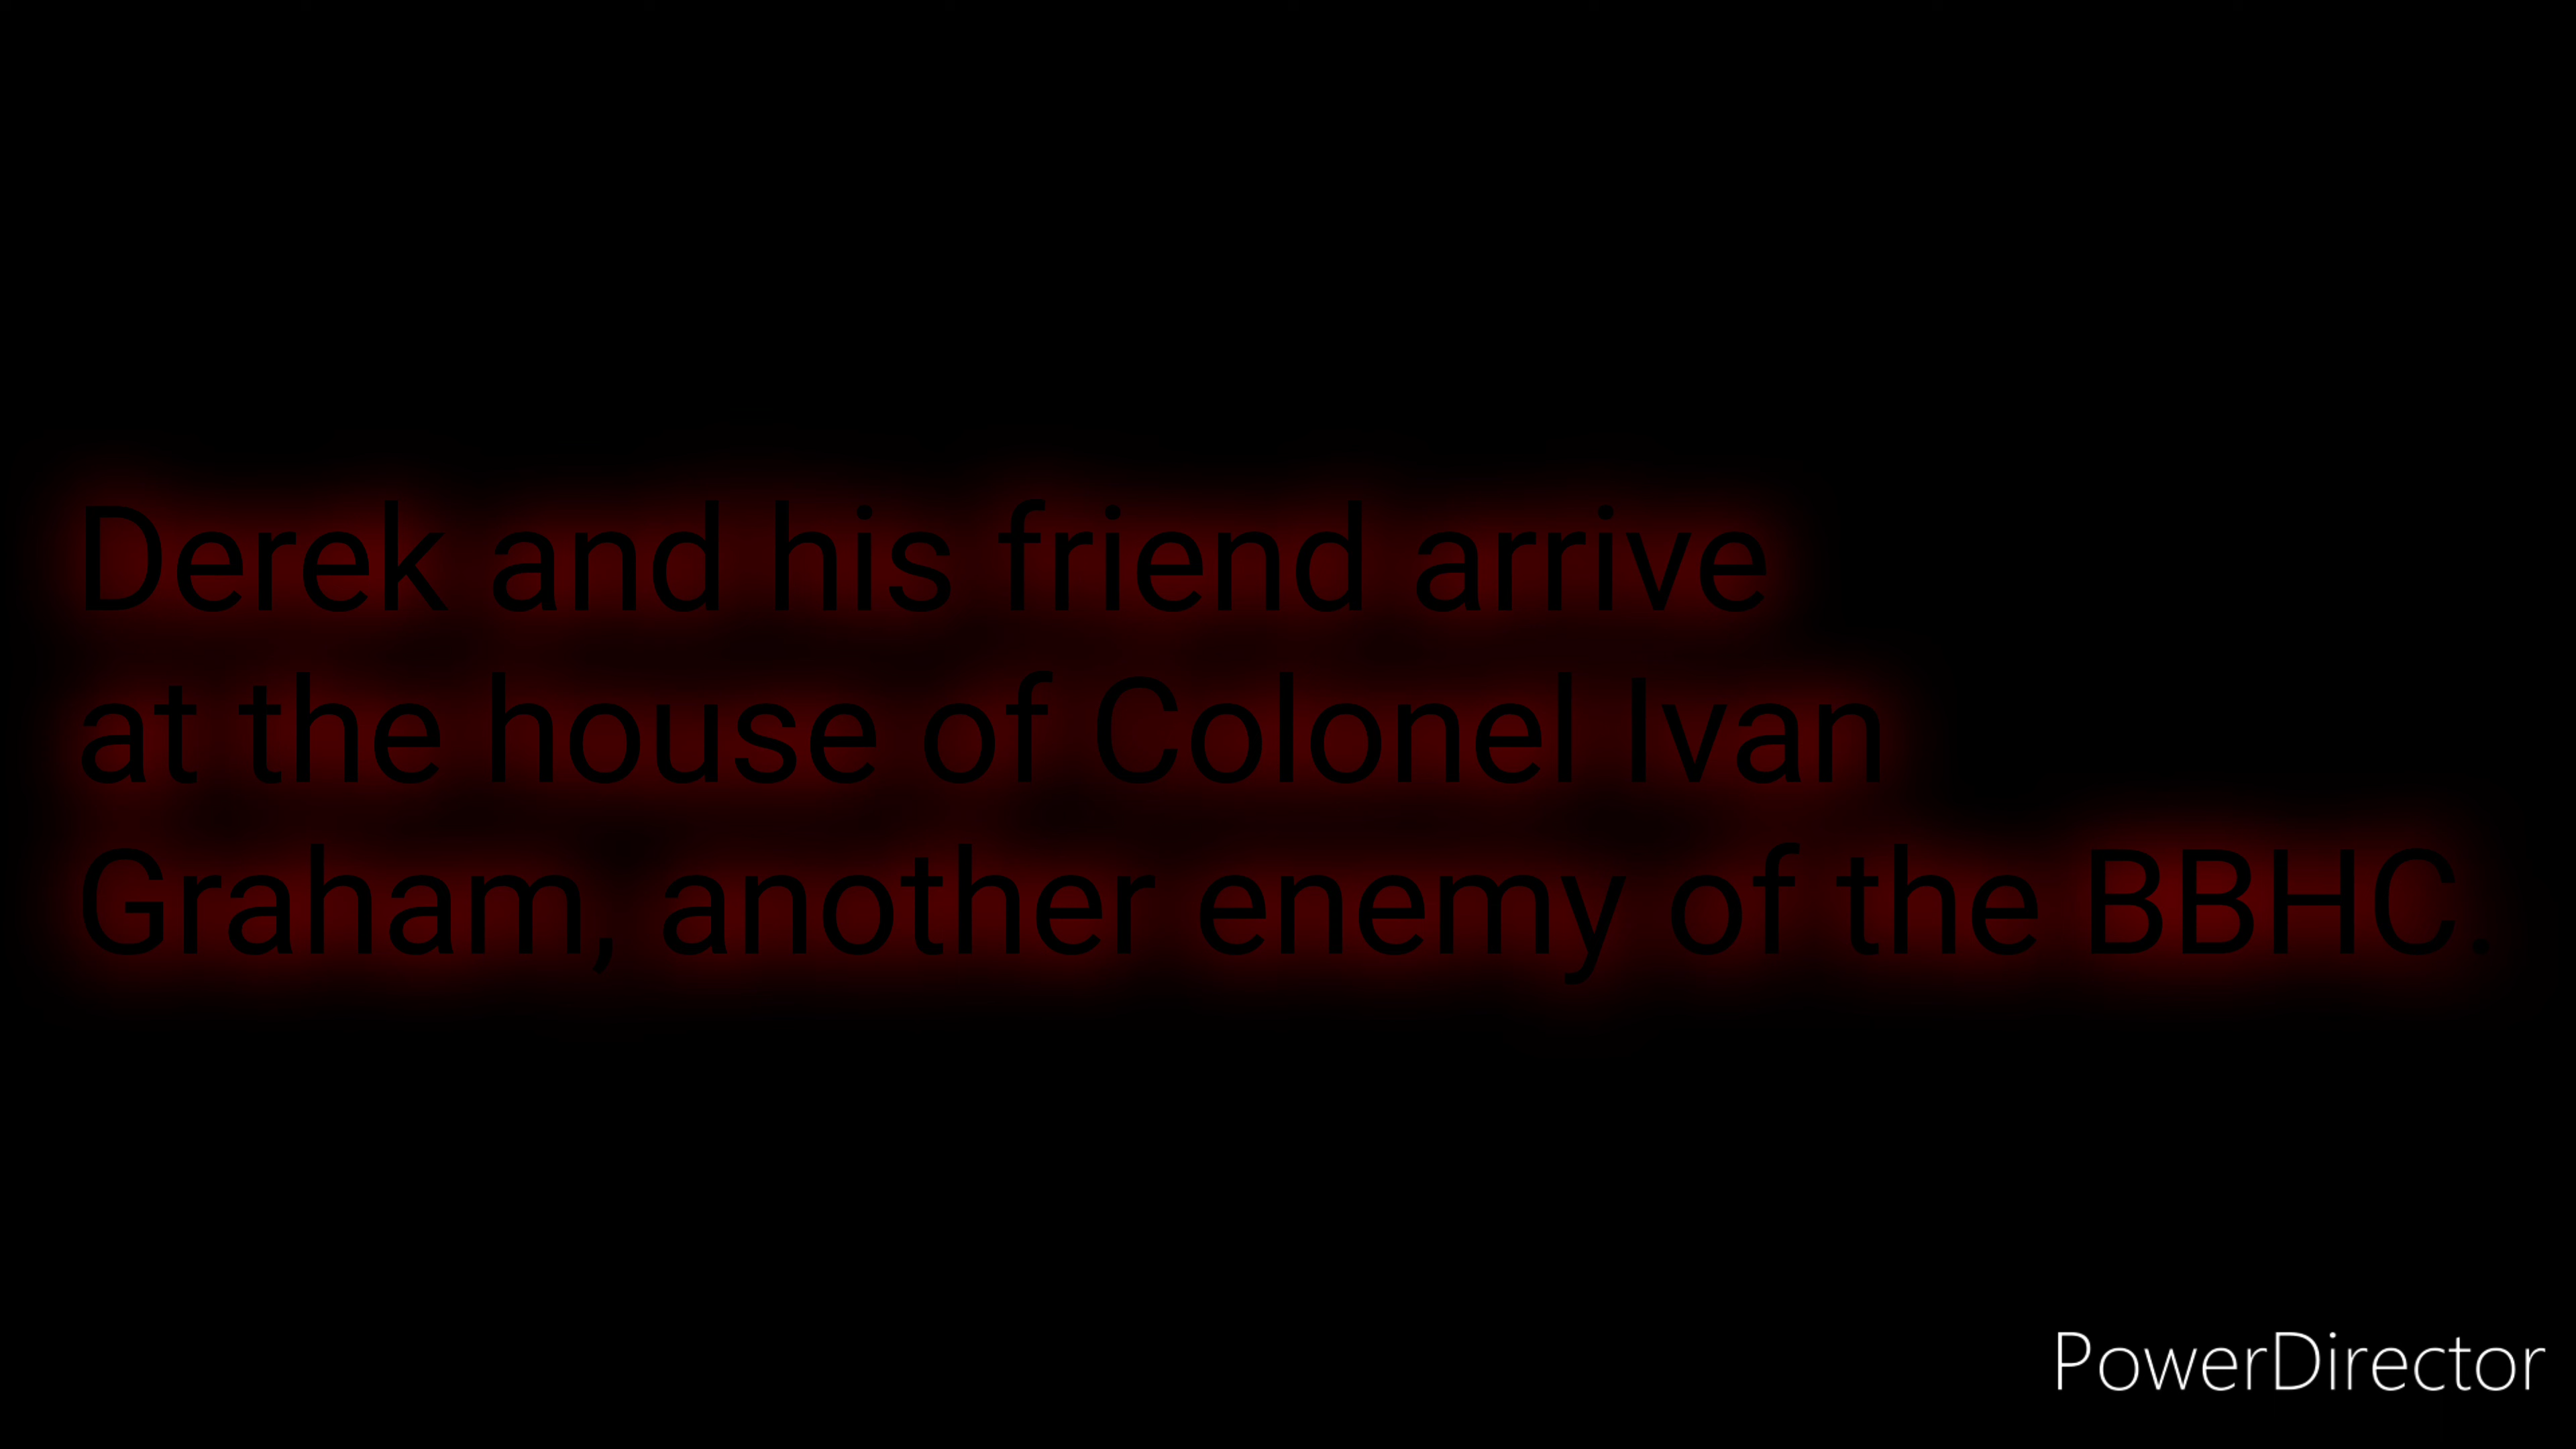 Derek and his friend arrive
at the house of Colonel Ivan
Graham, another enemy of the BBHC.
PowerDirector